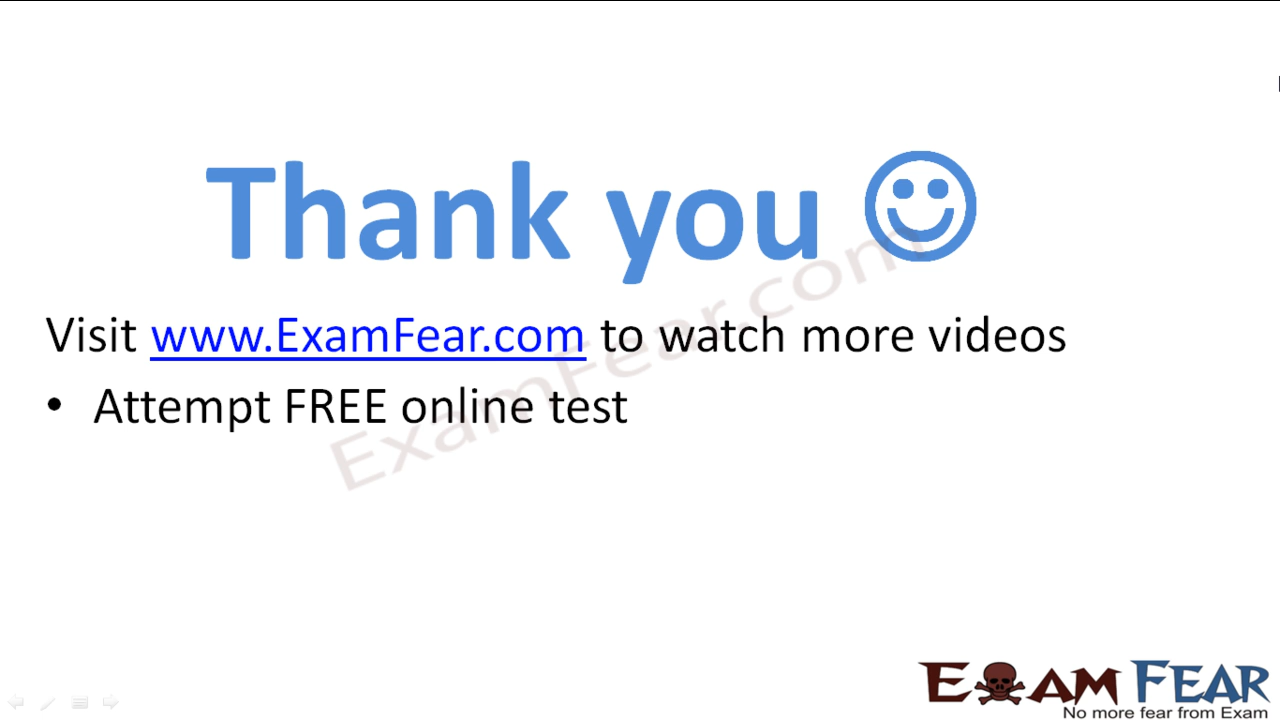 Thank you
Visit www.ExamFear.com to watch more videos
• Attempt FREE online test
ExamFear.com
EXAM FEAR
No more fear from Exam